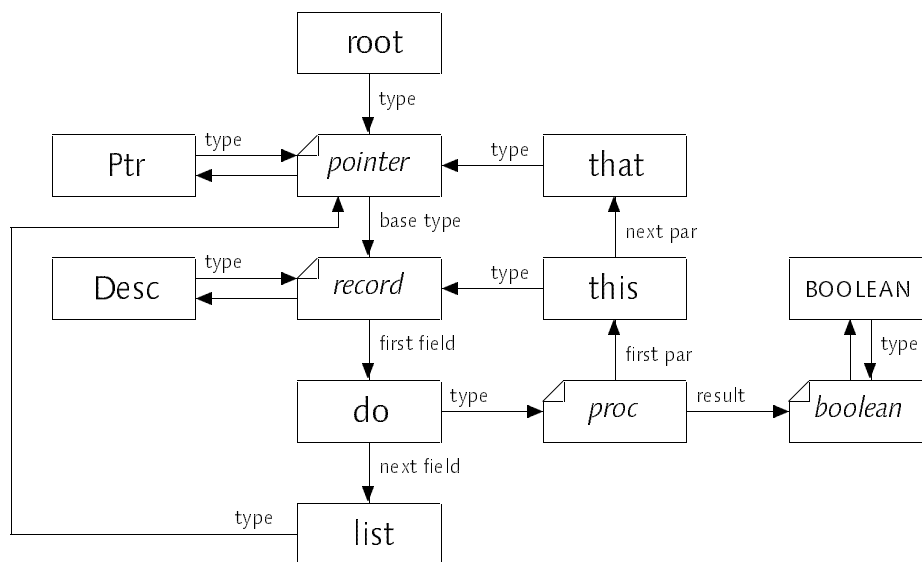 root
type
type
type
Ptr
pointer
that
base type
next par
type
type
Desc
record
this
BOOLEAN
first field
first par
type
type
result
do
proc
boolean
next field
type
list